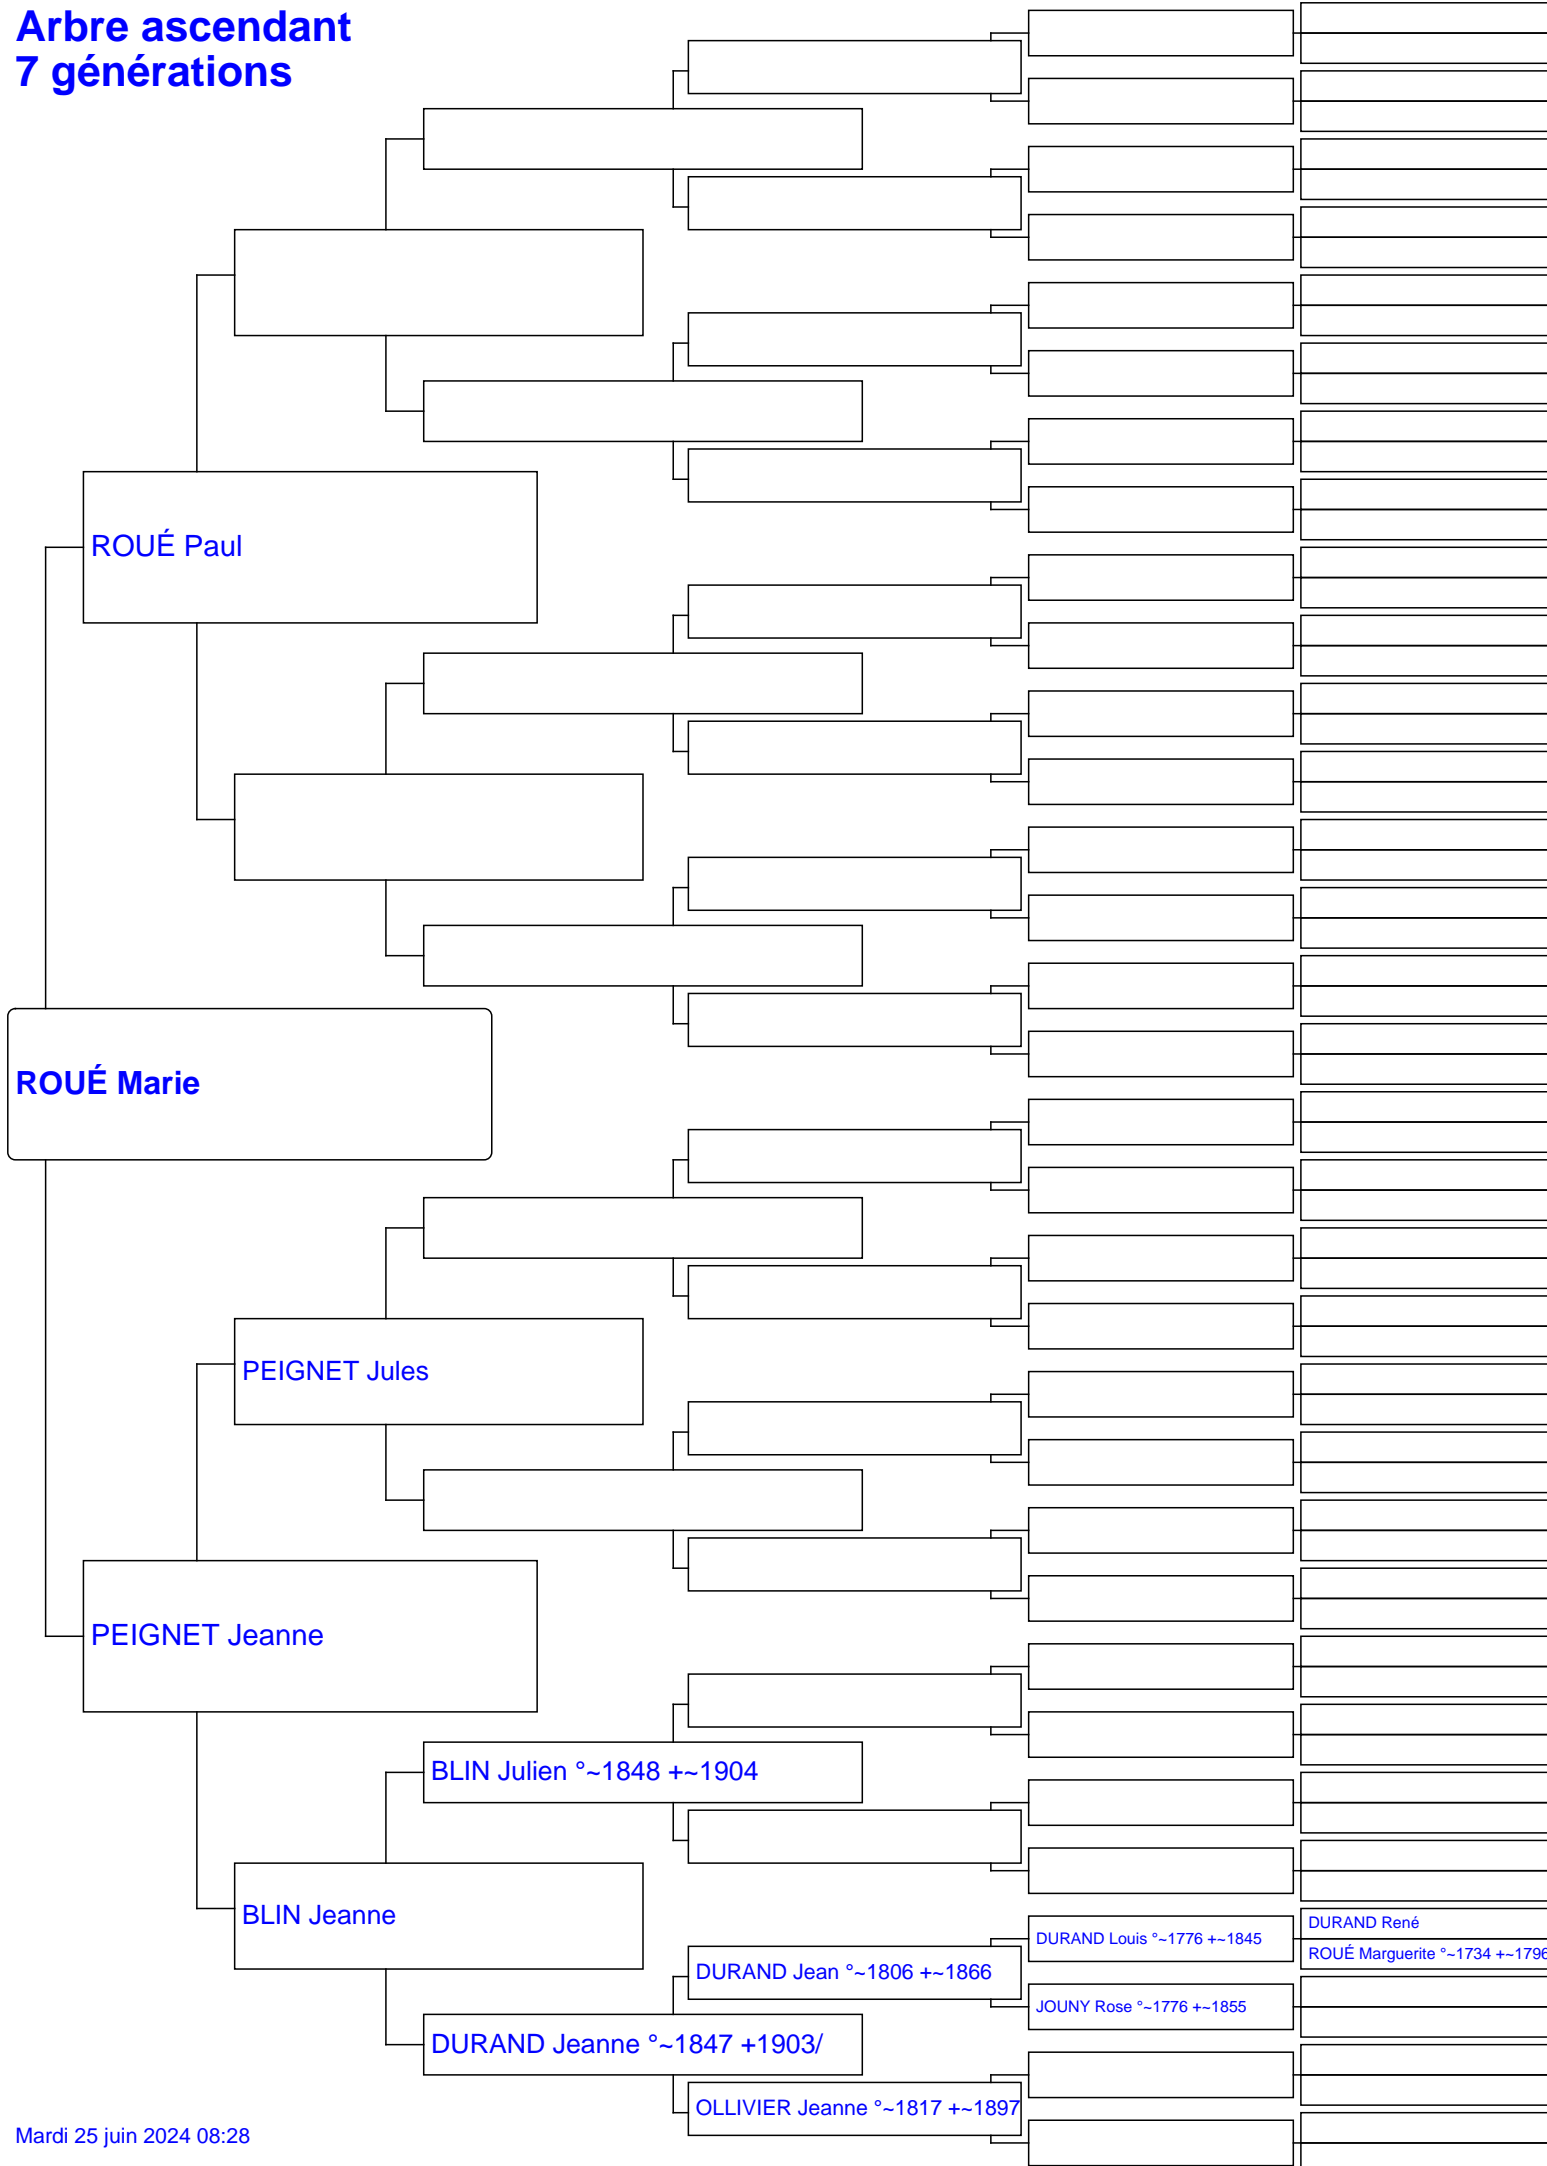 Arbre ascendant
7 générations
ROUÉ Paul
ROUÉ Marie
PEIGNET Jules
PEIGNET Jeanne
BLIN Julien °~1848 +~1904
BLIN Jeanne
DURAND René
DURAND Louis °~1776 +~1845
ROUÉ Marguerite °~1734 +~1796
DURAND Jean °~1806 +~1866
JOUNY Rose °~1776 +~1855
DURAND Jeanne °~1847 +1903/
OLLIVIER Jeanne °~1817 +~1897
Mardi 25 juin 2024 08:28